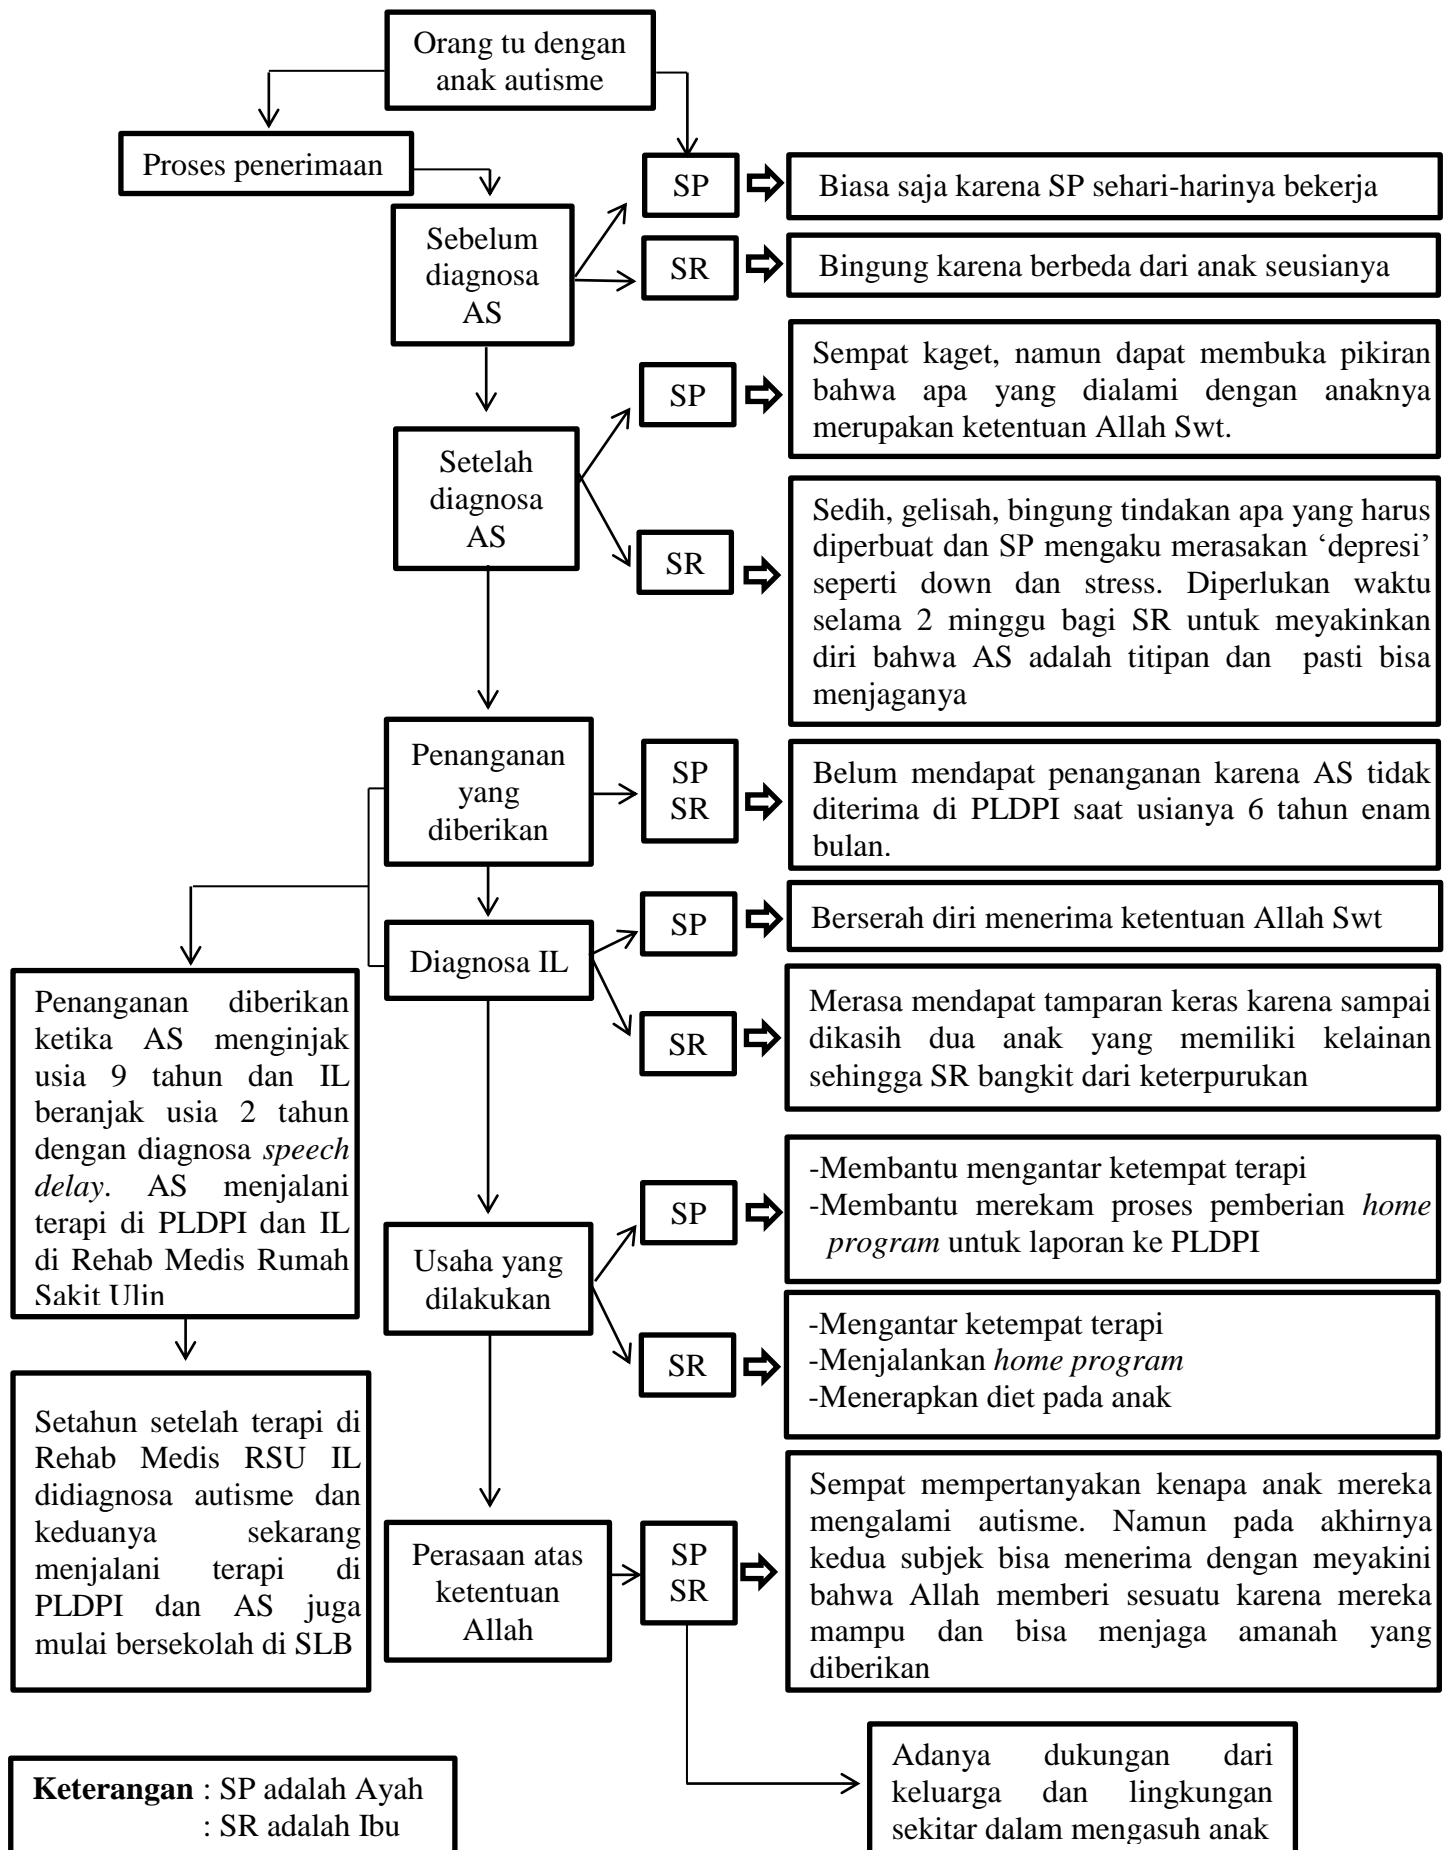 Orang tu dengan
anak autisme
Proses penerimaan
Sebelum
diagnosa
AS
SP
Biasa saja karena SP sehari-harinya bekerja
SR
Bingung karena berbeda dari anak seusianya
Setelah
diagnosa
AS
SP
Sempat kaget, namun dapat membuka pikiran
bahwa apa yang dialami dengan anaknya
merupakan ketentuan Allah Swt.
SR
Sedih, gelisah, bingung tindakan apa yang harus
diperbuat dan SP mengaku merasakan ‘depresi’
seperti down dan stress. Diperlukan waktu
selama 2 minggu bagi SR untuk meyakinkan
diri bahwa AS adalah titipan dan pasti bisa
menjaganya
Penanganan
yang
diberikan
SP
SR
Belum mendapat penanganan karena AS tidak
diterima di PLDPI saat usianya 6 tahun enam
bulan.
Diagnosa IL
SP
Berserah diri menerima ketentuan Allah Swt
SR
Merasa mendapat tamparan keras karena sampai
dikasih dua anak yang memiliki kelainan
sehingga SR bangkit dari keterpurukan
Penanganan diberikan
ketika AS menginjak
usia 9 tahun dan IL
beranjak usia 2 tahun
dengan diagnosa speech
delay. AS menjalani
terapi di PLDPI dan IL
di Rehab Medis Rumah
Sakit Ulin
Setahun setelah terapi di
Rehab Medis RSU IL
didiagnosa autisme dan
keduanya sekarang
menjalani terapi di
PLDPI dan AS juga
mulai bersekolah di SLB
Usaha yang
dilakukan
SP
-Membantu mengantar ketempat terapi
-Membantu merekam proses pemberian home
program untuk laporan ke PLDPI
SR
-Mengantar ketempat terapi
-Menjalankan home program
-Menerapkan diet pada anak
Perasaan atas
ketentuan
Allah
SP
SR
Sempat mempertanyakan kenapa anak mereka
mengalami autisme. Namun pada akhirnya
kedua subjek bisa menerima dengan meyakini
bahwa Allah memberi sesuatu karena mereka
mampu dan bisa menjaga amanah yang
diberikan
Adanya dukungan dari
keluarga dan lingkungan
sekitar dalam mengasuh anak
Keterangan : SP adalah Ayah
: SR adalah Ibu